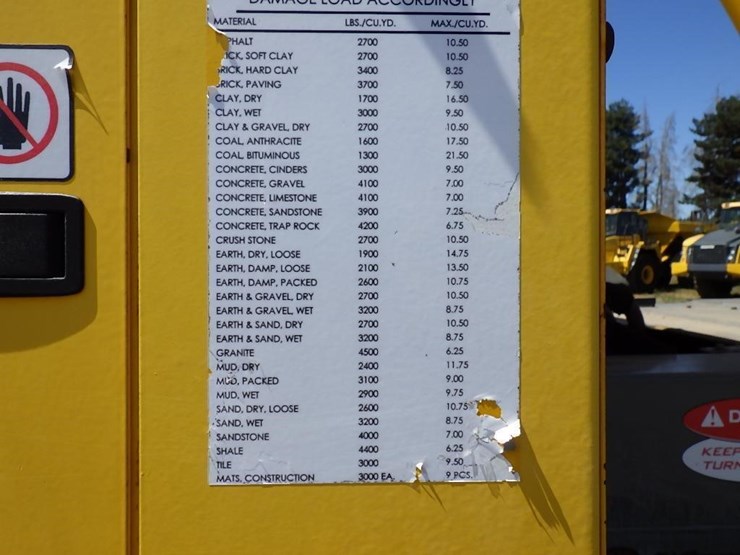 DAMAGE LOAD ACCORDINGLY
MATERIAL LBS./CU.YD. MAX./CU.YD.
PHALT 2700 10.50
ICK, SOFT CLAY 2700 10.50
RICK, HARD CLAY 3400 8.25
BRICK, PAVING 3700 7.50
CLAY, DRY 1700 16.50
CLAY, WET 3000 9.50
CLAY & GRAVEL, DRY 2700 10.50
COAL, ANTHRACITE 1600 17.50
COAL, BITUMINOUS 1300 21.50
CONCRETE, CINDERS 3000 9.50
CONCRETE, GRAVEL 4100 7.00
CONCRETE, LIMESTONE 4100 7.00
CONCRETE, SANDSTONE 3900 7.25
CONCRETE, TRAP ROCK 4200 6.75
CRUSH STONE 2700 10.50
EARTH, DRY, LOOSE 1900 14.75
EARTH, DAMP, LOOSE 2100 13.50
EARTH, DAMP, PACKED 2600 10.75
EARTH & GRAVEL, DRY 2700 10.50
EARTH & GRAVEL, WET 3200 8.75
EARTH & SAND, DRY 2700 10.50
EARTH & SAND, WET 3200 8.75
GRANITE 4500 6.25
MUD, DRY 2400 11.75
MUD, PACKED 3100 9.00
MUD, WET 2900 9.75
SAND, DRY, LOOSE 2600 10.75
SAND, WET 3200 8.75
SANDSTONE 4000 7.00
SHALE 4400 6.25
TILE 3000 9.50
MATS, CONSTRUCTION 3000 EA. 9 PCS.
D
KEEP
TURN